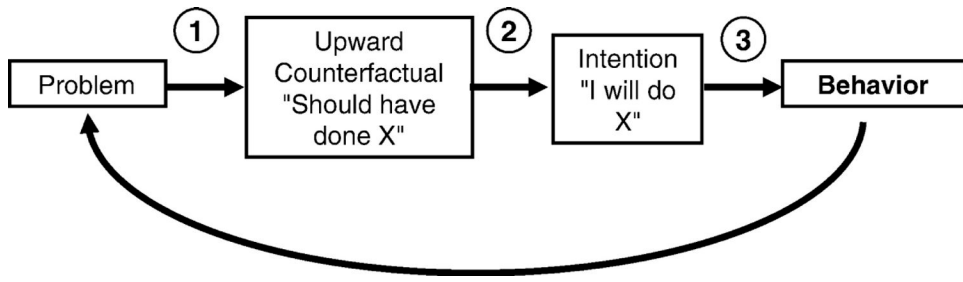 1
2
3
Problem
Upward
Counterfactual
"Should have
done X"
Intention
"I will do
X"
Behavior